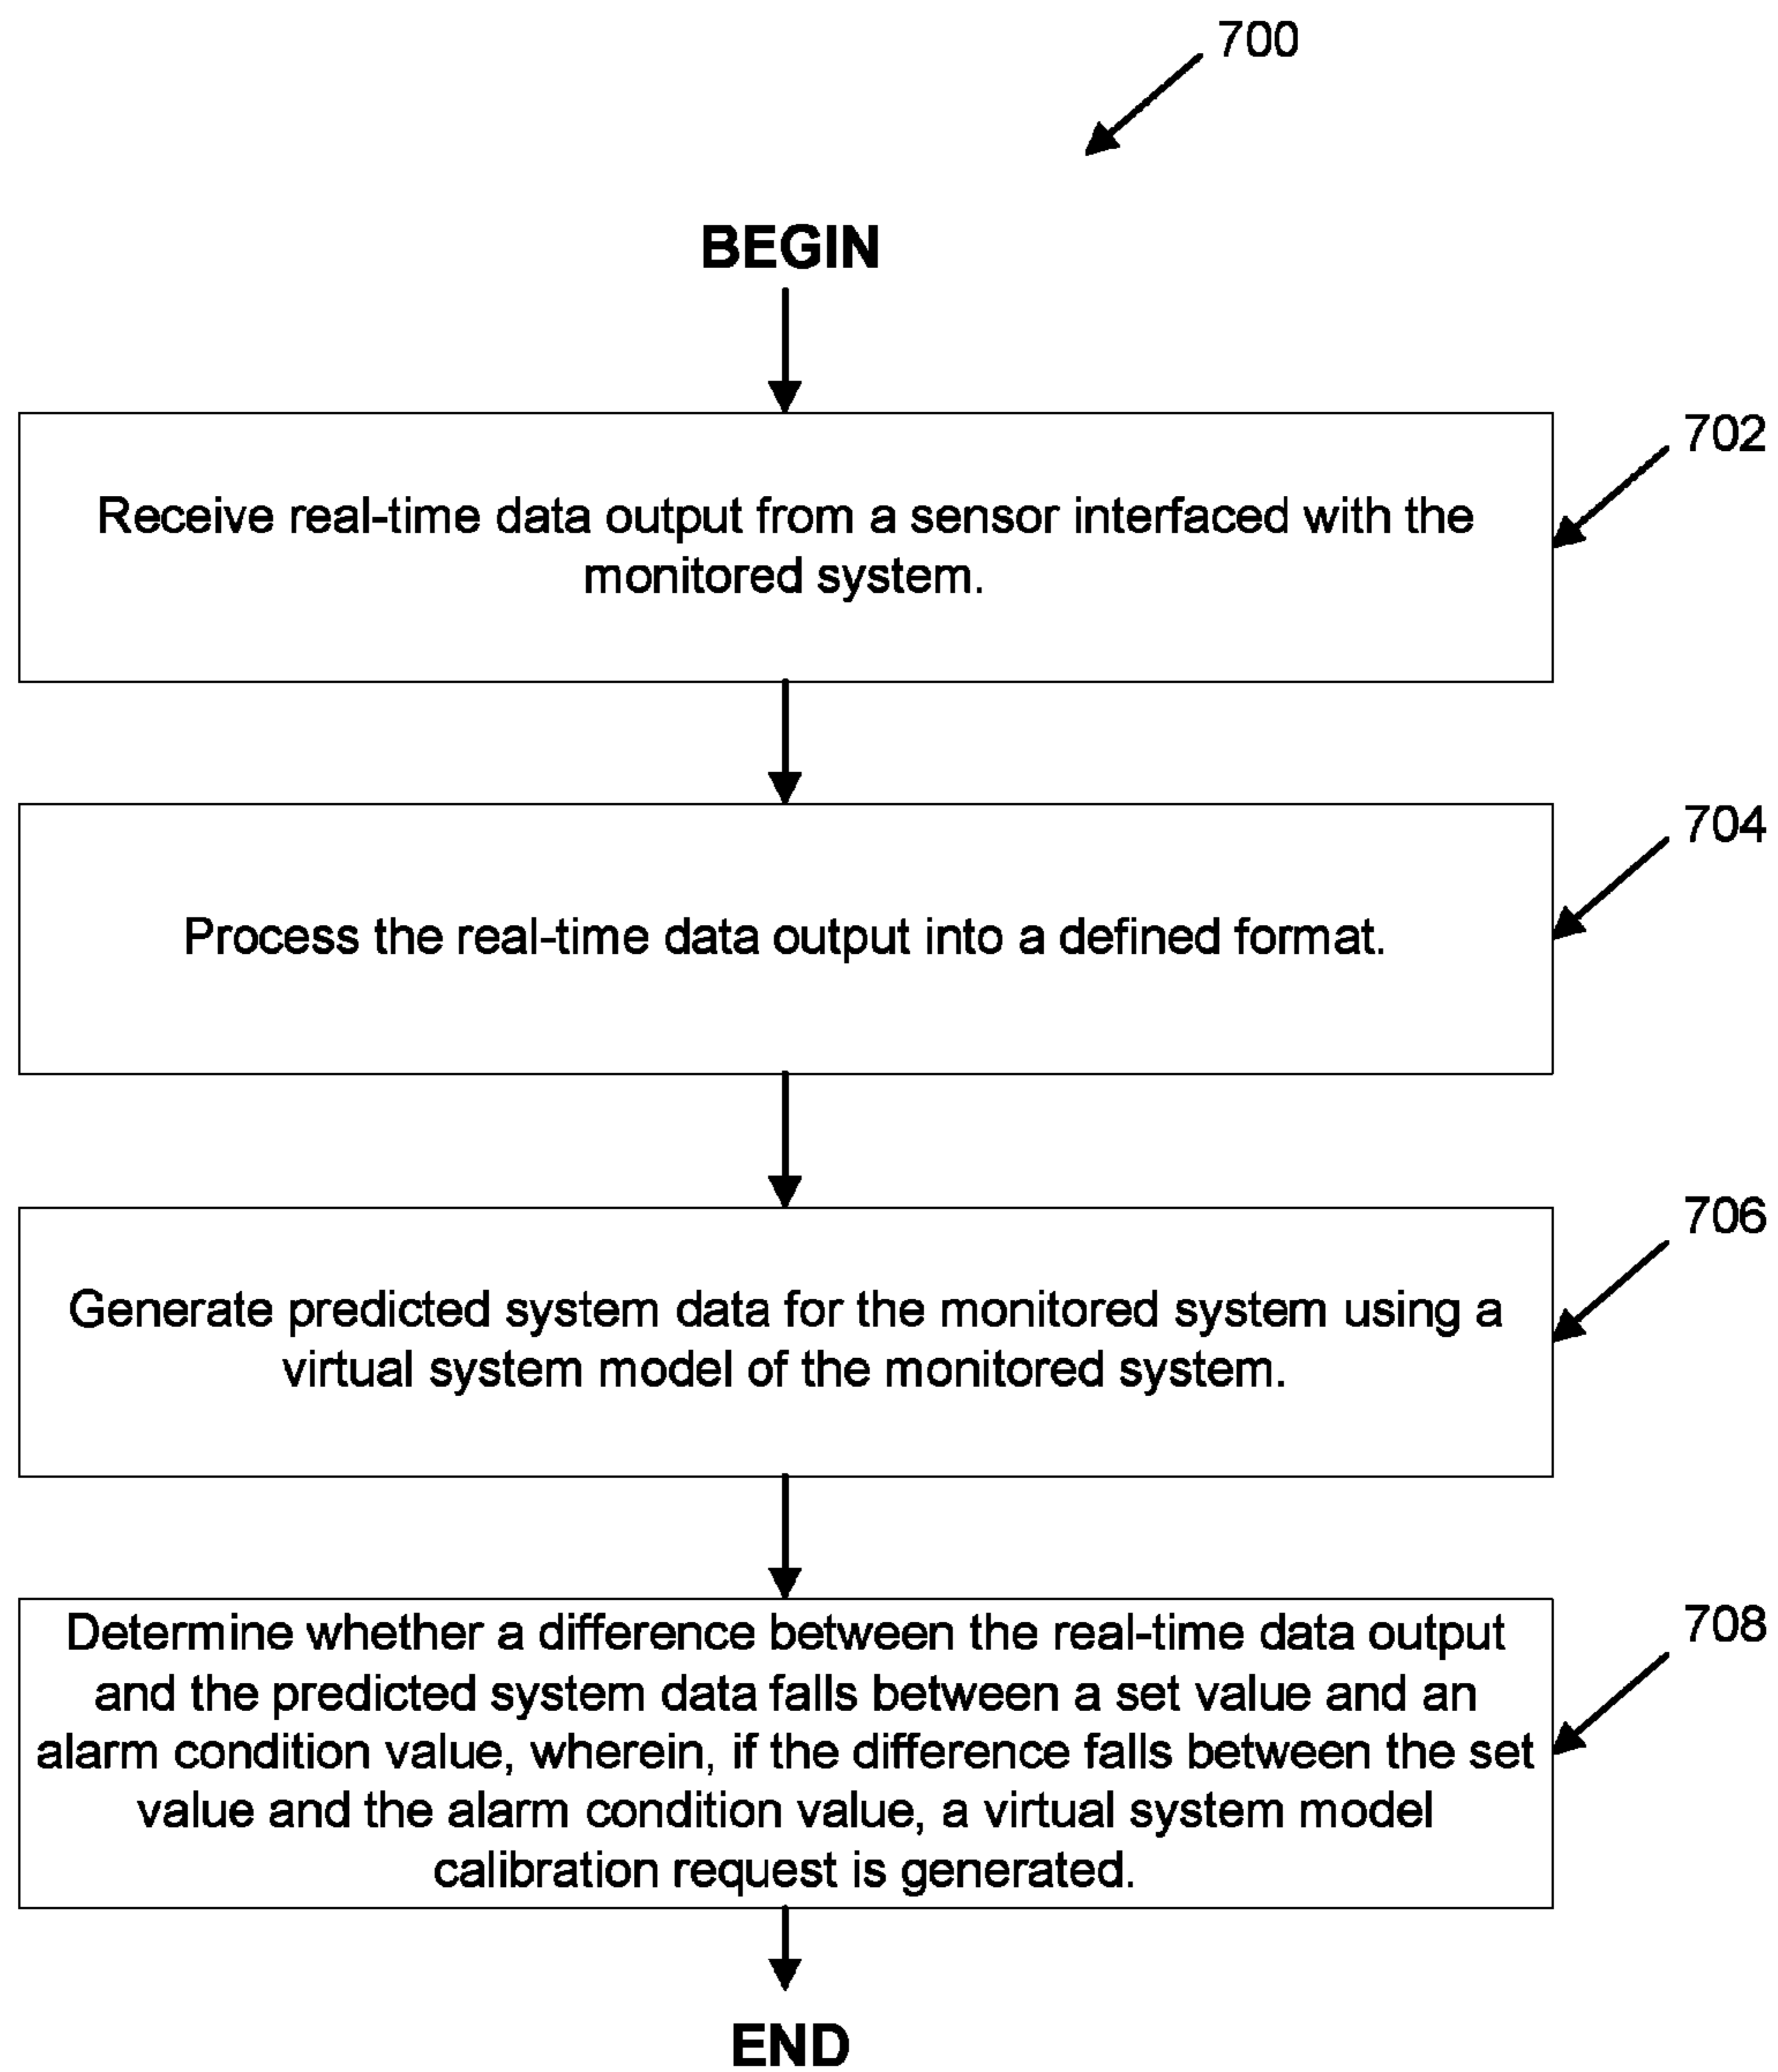 700
BEGIN
702
Receive real-time data output from a sensor interfaced with the
monitored system.
704
Process the real-time data output into a defined format.
706
Generate predicted system data for the monitored system using a
virtual system model of the monitored system.
708
Determine whether a difference between the real-time data output
and the predicted system data falls between a set value and an
alarm condition value, wherein, if the difference falls between the set
value and the alarm condition value, a virtual system model
calibration request is generated.
END